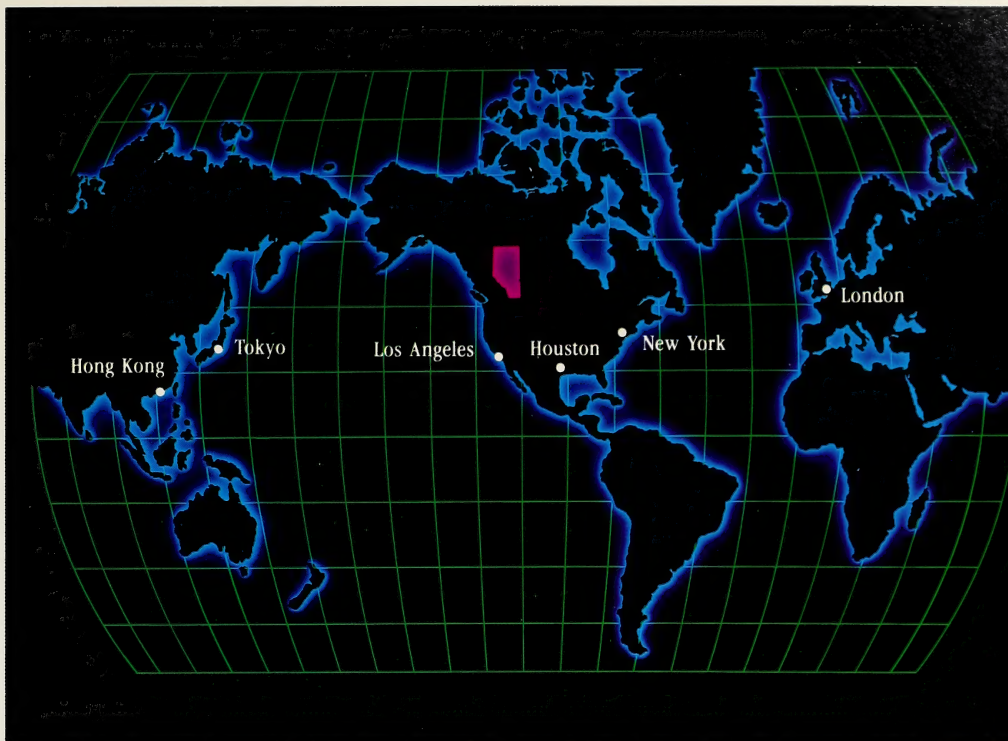 London
New York
Houston
Los Angeles
Tokyo
Hong Kong